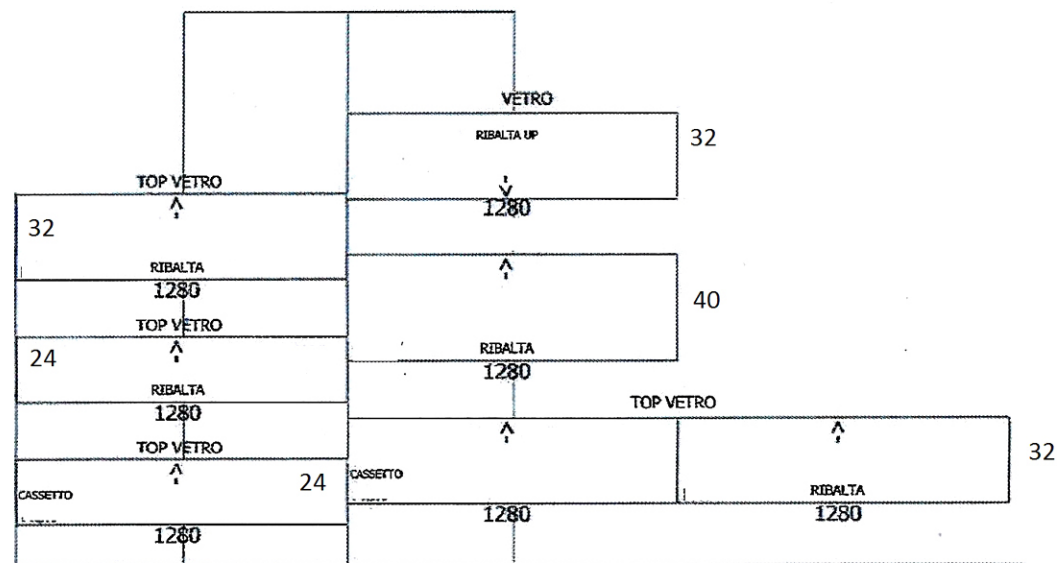 VETRO
RIBALTA UP
32
1280
TOP VETRO
32
RIBALTA
1280
40
RIBALTA
1280
TOP VETRO
24
RIBALTA
1280
TOP VETRO
32
TOP VETRO
CASSETTO
24
1280
CASSETTO
1280
RIBALTA
1280